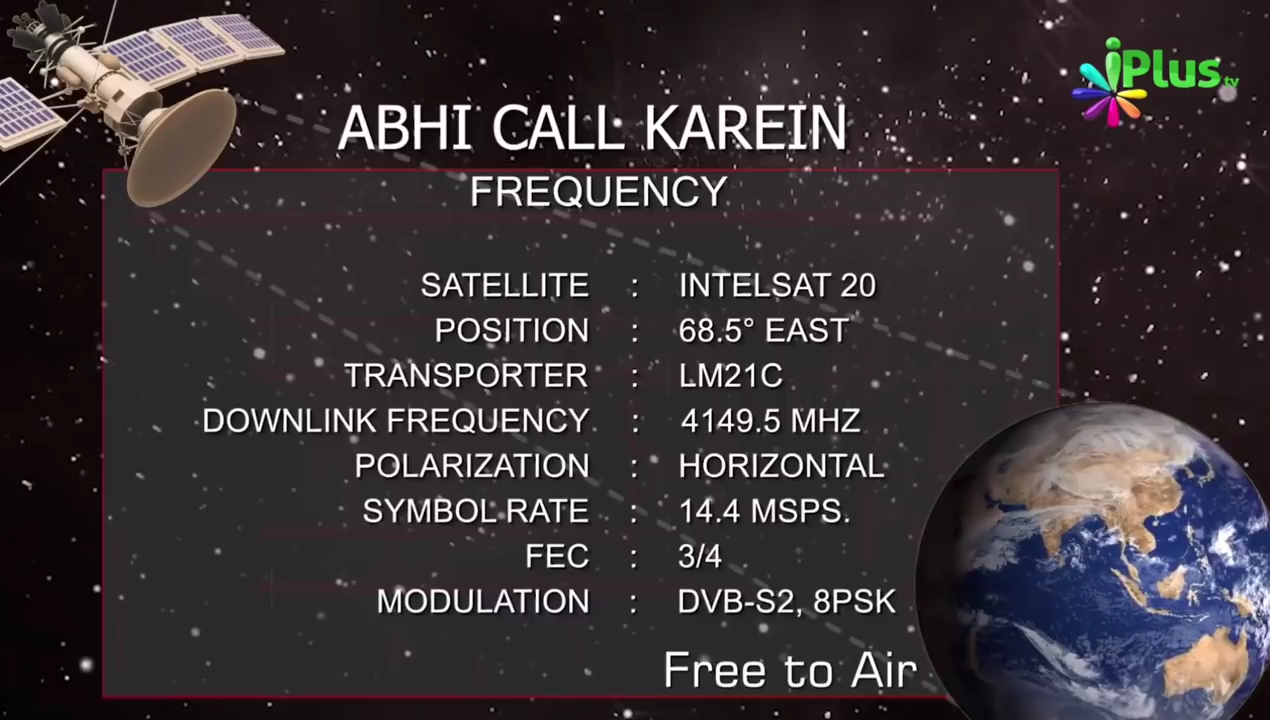 iPlus tv
ABHI CALL KAREIN
FREQUENCY
SATELLITE : INTELSAT 20
POSITION : 68.5° EAST
TRANSPORTER : LM21C
DOWNLINK FREQUENCY : 4149.5 MHZ
POLARIZATION : HORIZONTAL
SYMBOL RATE : 14.4 MSPS.
FEC : 3/4
MODULATION : DVB-S2, 8PSK
Free to Air